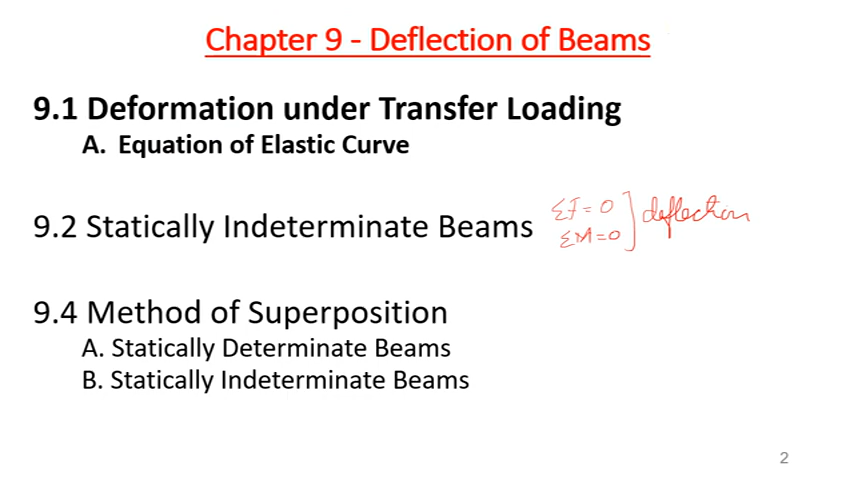 Chapter 9 - Deflection of Beams
9.1 Deformation under Transfer Loading
A. Equation of Elastic Curve
9.2 Statically Indeterminate Beams
ΣF=0
ΣM=0
deflection
9.4 Method of Superposition
A. Statically Determinate Beams
B. Statically Indeterminate Beams
2